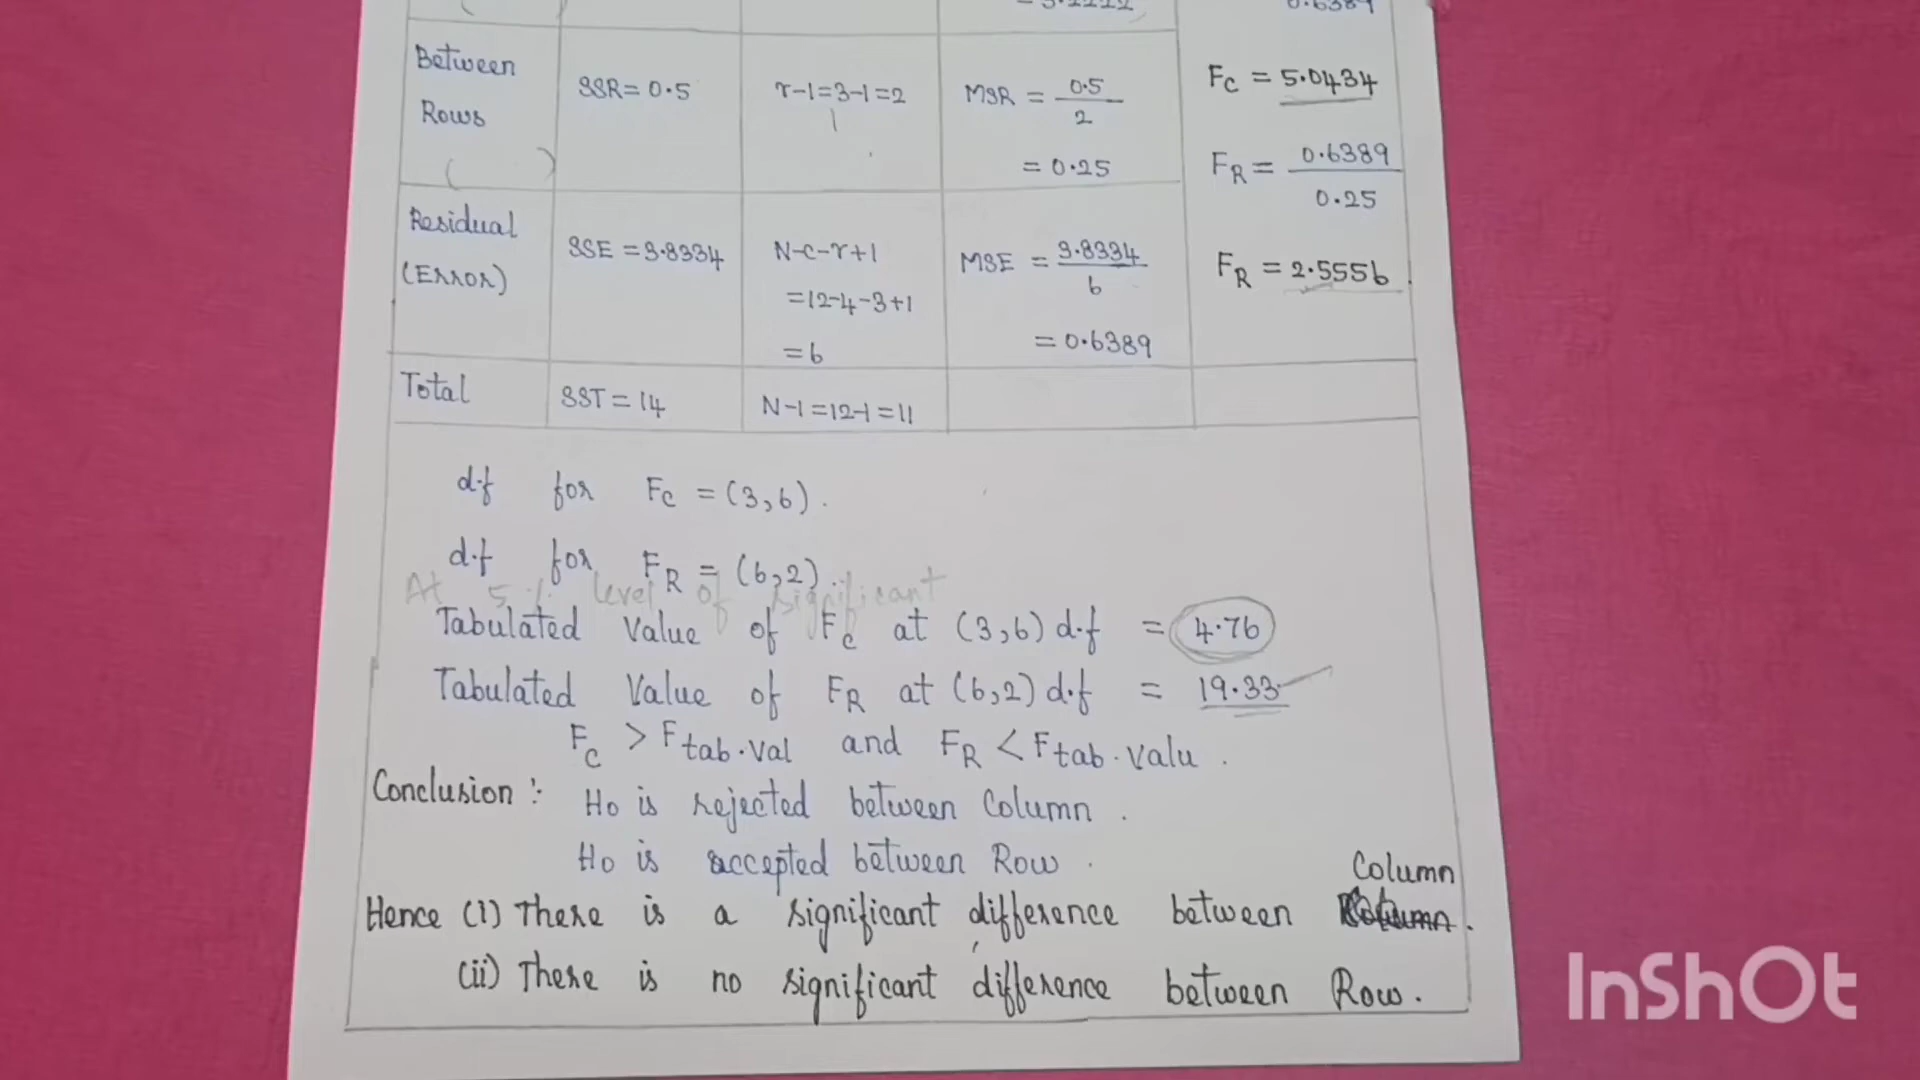 Between
Rows
SSR = 0.5
r-1=3-1=2
MSR = 0.5
2
= 0.25
Fc = 5.0434
FR = 0.6389
0.25
Residual
(Error)
SSE = 3.8334
N-c-r+1
=12-4-3+1
=6
MSE = 3.8334
6
= 0.6389
FR = 2.5556
Total
SST = 14
N-1=12-1=11
d.f for Fc = (3,6).
d.f for FR = (6,2).
At 5 %. level of significant
Tabulated Value of Fc at (3,6) d.f = 4.76
Tabulated Value of FR at (6,2) d.f = 19.33
Fc > Ftab.val and FR < Ftab.valu.
Conclusion :- Ho is rejected between Column.
Ho is accepted between Row.
Column
Hence (i) There is a significant difference between
(ii) There is no significant difference between Row.
InShOt